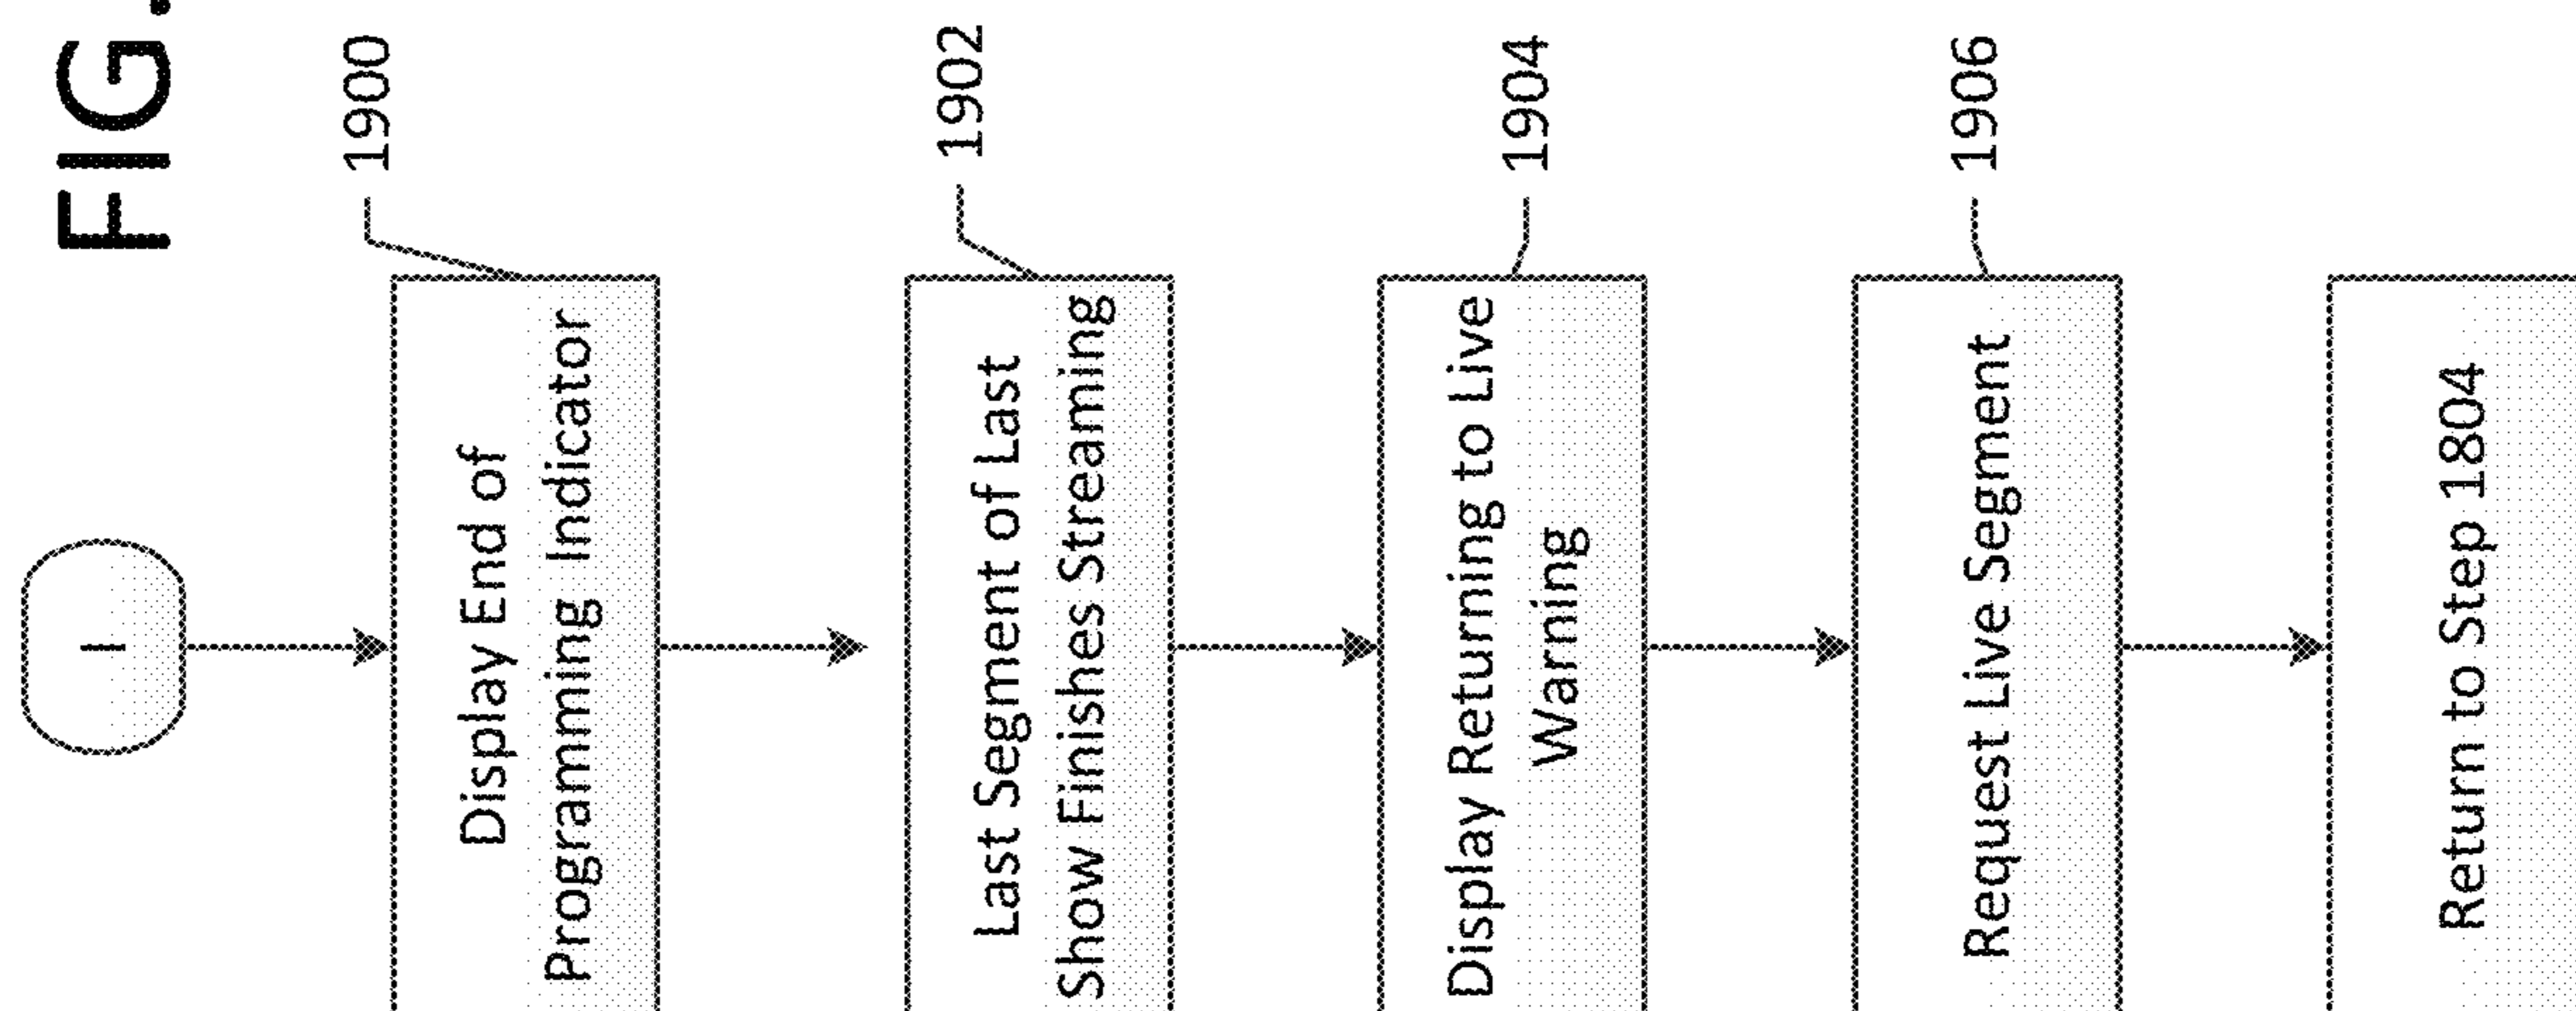 FIG.
I
1900
Display End of
Programming Indicator
1902
Last Segment of Last
Show Finishes Streaming
1904
Display Returning to Live
Warning
1906
Request Live Segment
Return to Step 1804